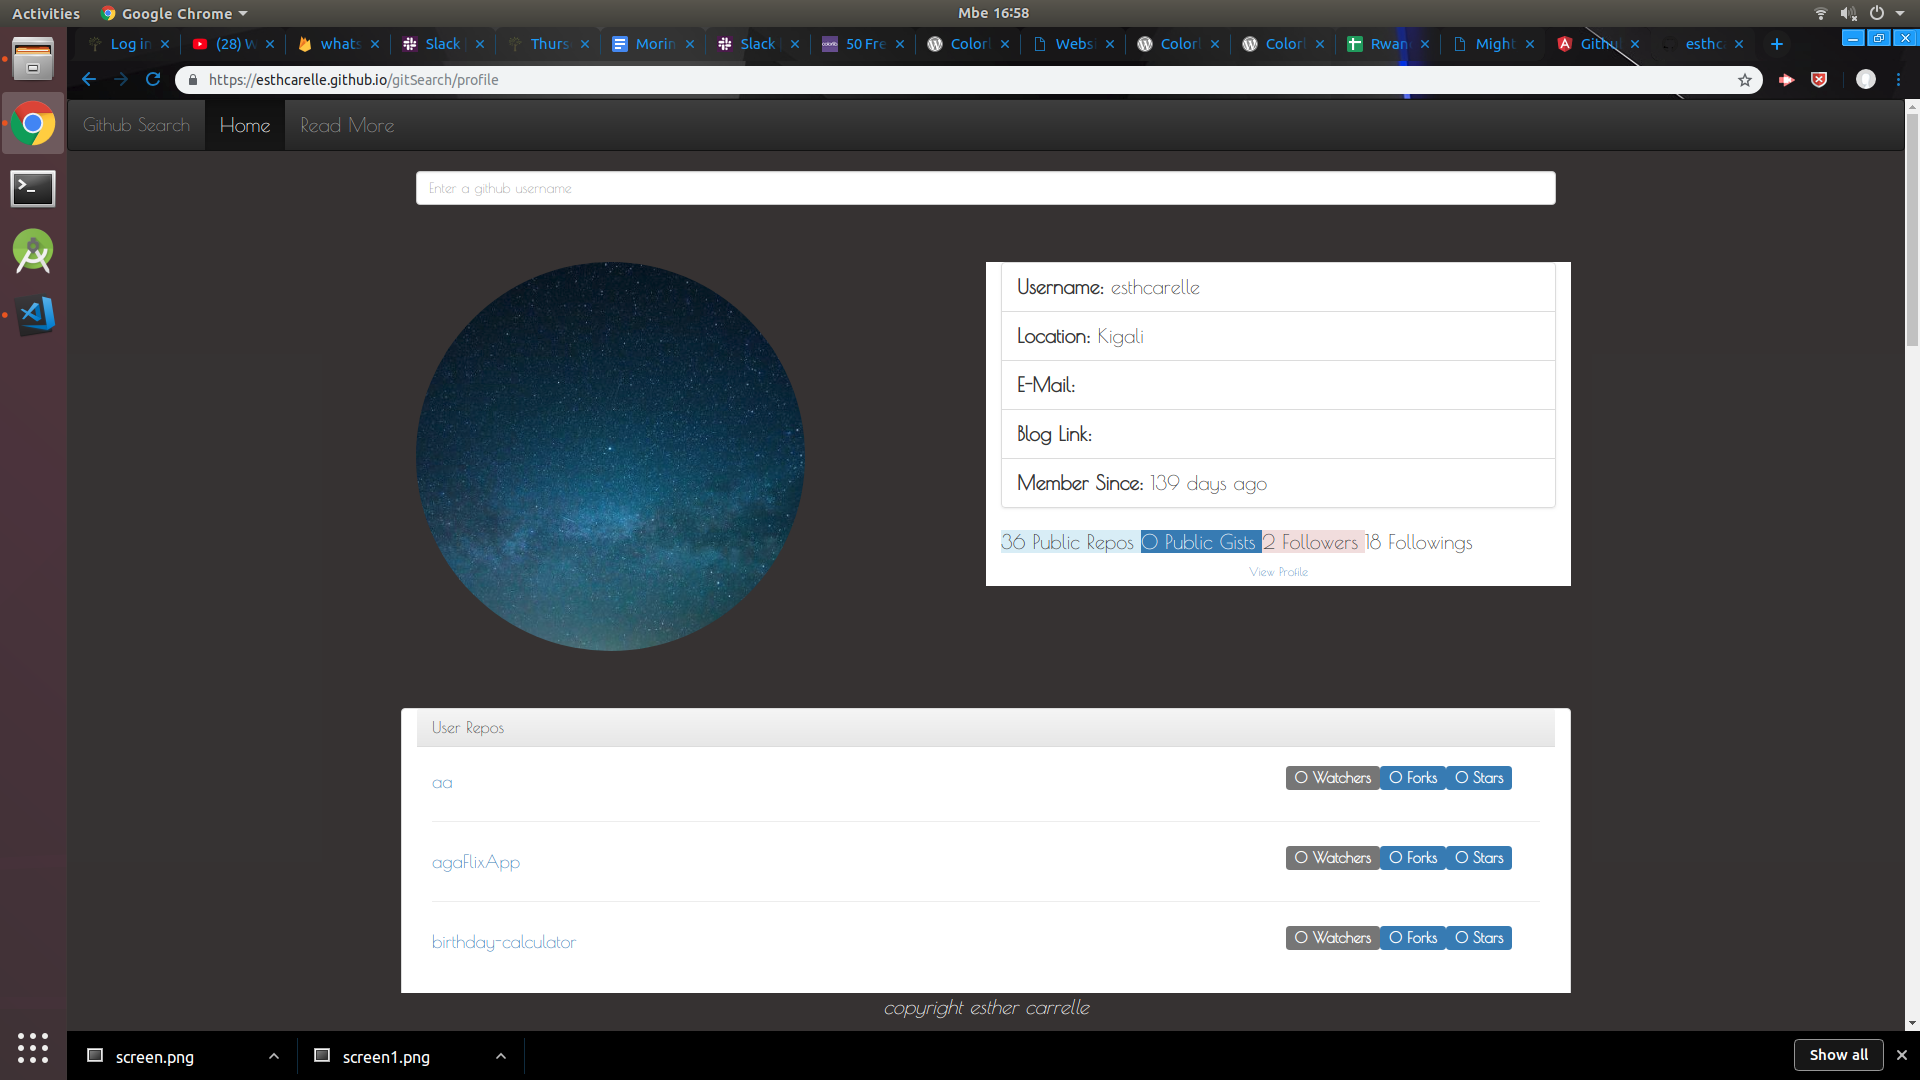 Activities Google Chrome Mbe 16:58
Log in (28) W whats Slack Thurs Morin Slack 50 Fre Colorl Websi Colorl Colorl Rwan Might Githu esthca
https://esthcarelle.github.io/gitSearch/profile
Github Search Home Read More
Enter a github username
Username: esthcarelle
Location: Kigali
E-Mail:
Blog Link:
Member Since: 139 days ago
36 Public Repos 0 Public Gists 2 Followers 18 Followings
View Profile
User Repos
aa 0 Watchers 0 Forks 0 Stars
agaFlixApp 0 Watchers 0 Forks 0 Stars
birthday-calculator 0 Watchers 0 Forks 0 Stars
copyright esther carrelle
screen.png screen1.png Show all